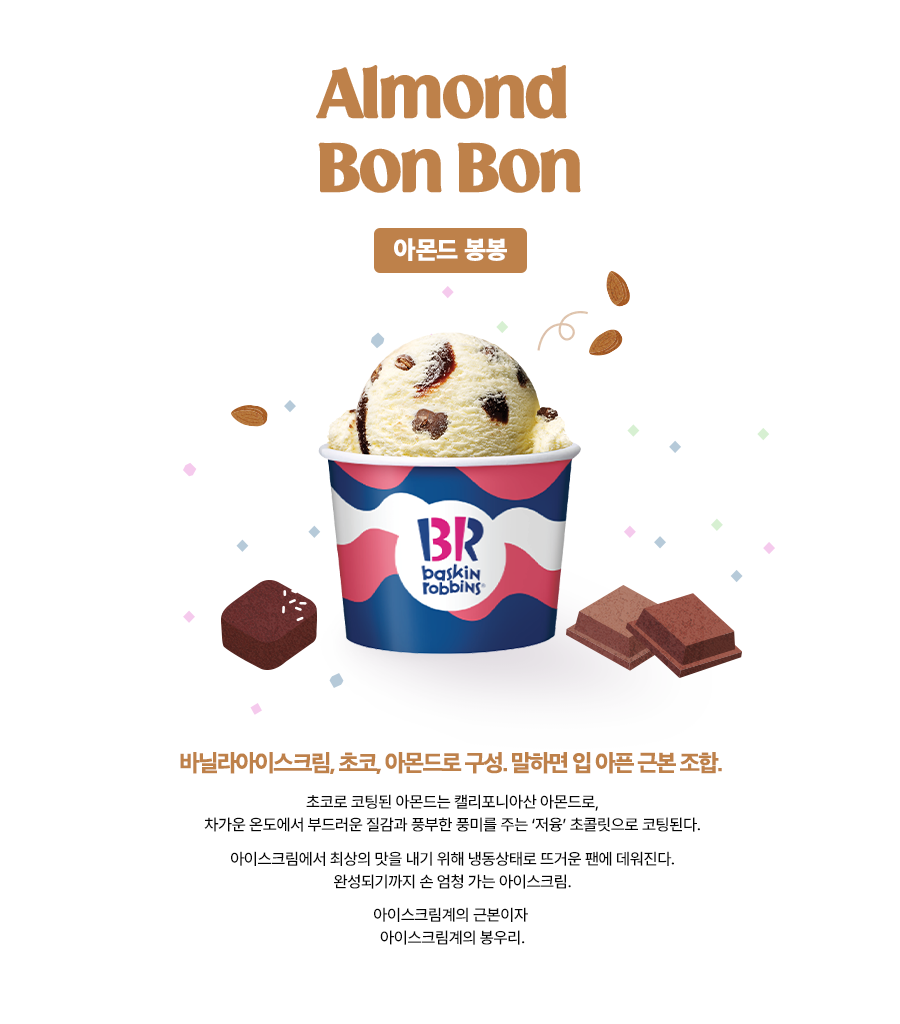 Almond
Bon Bon
아몬드 봉봉
BR
baskin
robbins®
바닐라아이스크림, 초코, 아몬드로 구성. 말하면 입 아픈 근본 조합.
초코로 코팅된 아몬드는 캘리포니아산 아몬드로,
차가운 온도에서 부드러운 질감과 풍부한 풍미를 주는 ‘저융’ 초콜릿으로 코팅된다.
아이스크림에서 최상의 맛을 내기 위해 냉동상태로 뜨거운 팬에 데워진다.
완성되기까지 손 엄청 가는 아이스크림.
아이스크림계의 근본이자
아이스크림계의 봉우리.